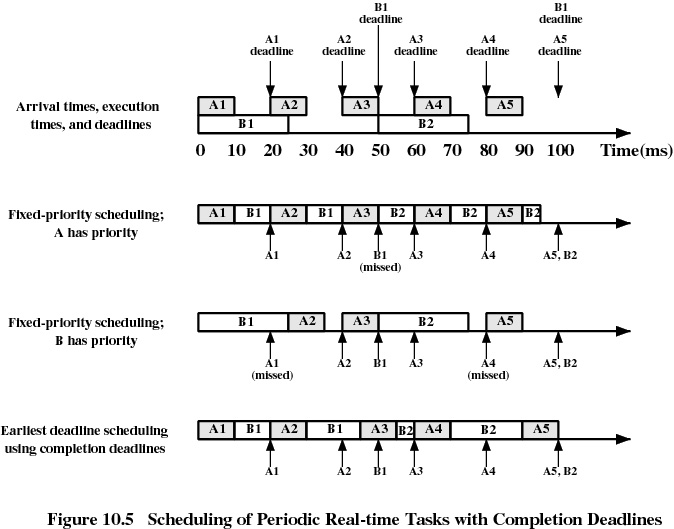 B1
deadline
B1
deadline
A1
deadline
A2
deadline
A3
deadline
A4
deadline
A5
deadline
Arrival times, execution
times, and deadlines
A1 A2 A3 A4 A5
B1 B2
0 10 20 30 40 50 60 70 80 90 100 Time(ms)
Fixed-priority scheduling;
A has priority
A1 B1 A2 B1 A3 B2 A4 B2 A5 B2
A1 A2 B1 A3 A4 A5, B2
(missed)
Fixed-priority scheduling;
B has priority
B1 A2 A3 B2 A5
A1 A2 B1 A3 A4 A5, B2
(missed) (missed)
Earliest deadline scheduling
using completion deadlines
A1 B1 A2 B1 A3 B2 A4 B2 A5
A1 A2 B1 A3 A4 A5, B2
Figure 10.5 Scheduling of Periodic Real-time Tasks with Completion Deadlines